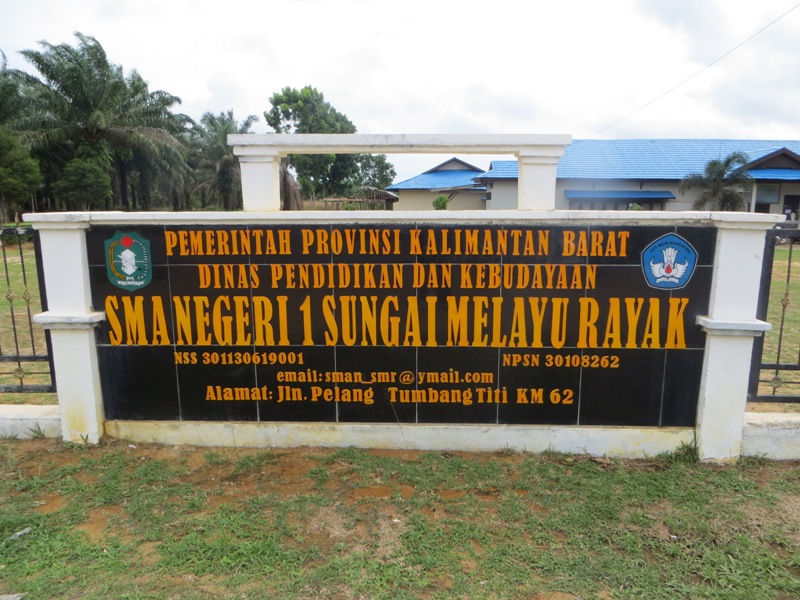 PEMERINTAH PROVINSI KALIMANTAN BARAT
DINAS PENDIDIKAN DAN KEBUDAYAAN
SMA NEGERI 1 SUNGAI MELAYU RAYAK
NSS 301130619001 NPSN 30108262
email: sman_smr@ymail.com
Alamat: Jln. Pelang Tumbang Titi KM 62